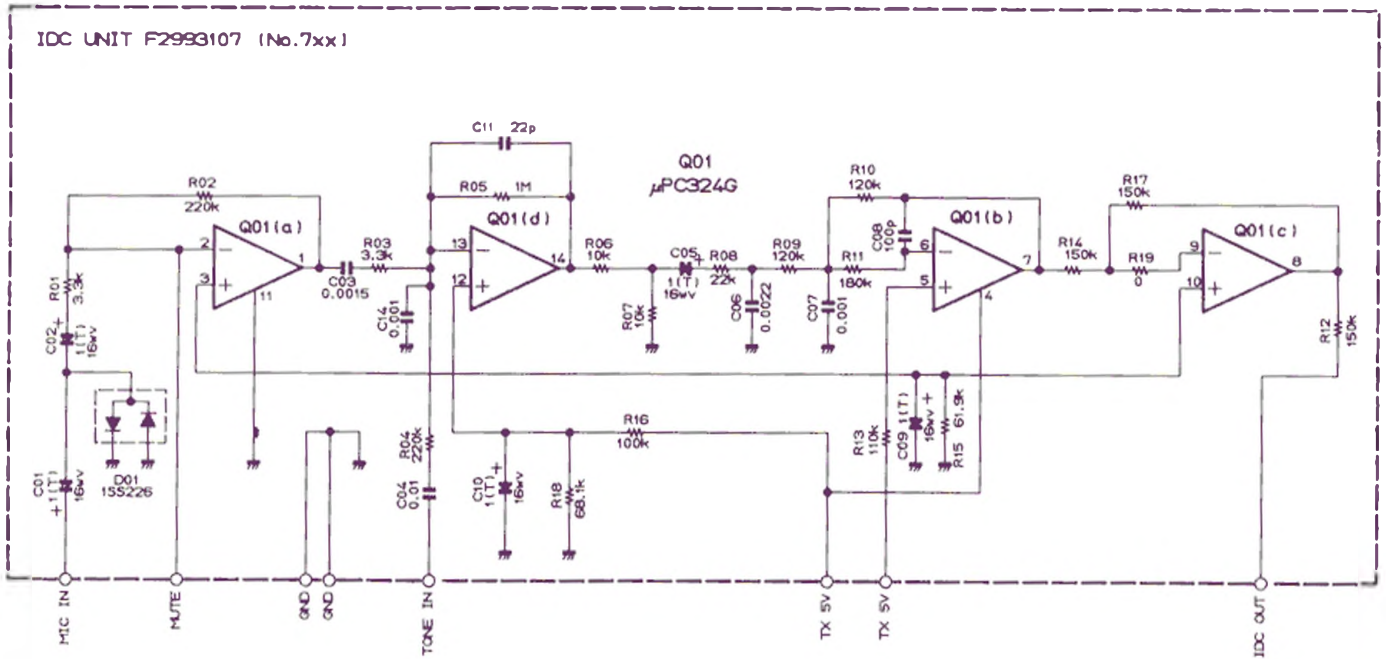 IDC UNIT F2993107 (No.7xx)
C11 22p
Q01
µPC324G
R02
220k
R05 1M
R10
120k
R17
150k
Q01(a)
Q01(d)
Q01(b)
Q01(c)
2
3
1
11
R03
3.3k
C03
0.0015
13
12
14
R06
10k
C05
1(T)
16wv
+
R08
22k
R09
120k
C08
100p
R11
180k
6
5
7
4
R14
150k
R19
0
9
10
8
R01
3.3k
C02
+
1(T)
16wv
C14
0.001
R07
10k
C06
0.0022
C07
0.001
R12
150k
D01
1SS226
C01
+1(T)
16wv
R04
220k
C04
0.01
C10
1(T)
+
16wv
R18
68.1k
R16
100k
R13
110k
C09
1(T)
16wv +
R15
61.9k
MIC IN
MUTE
GND
GND
TONE IN
TX 5V
TX 5V
IDC OUT